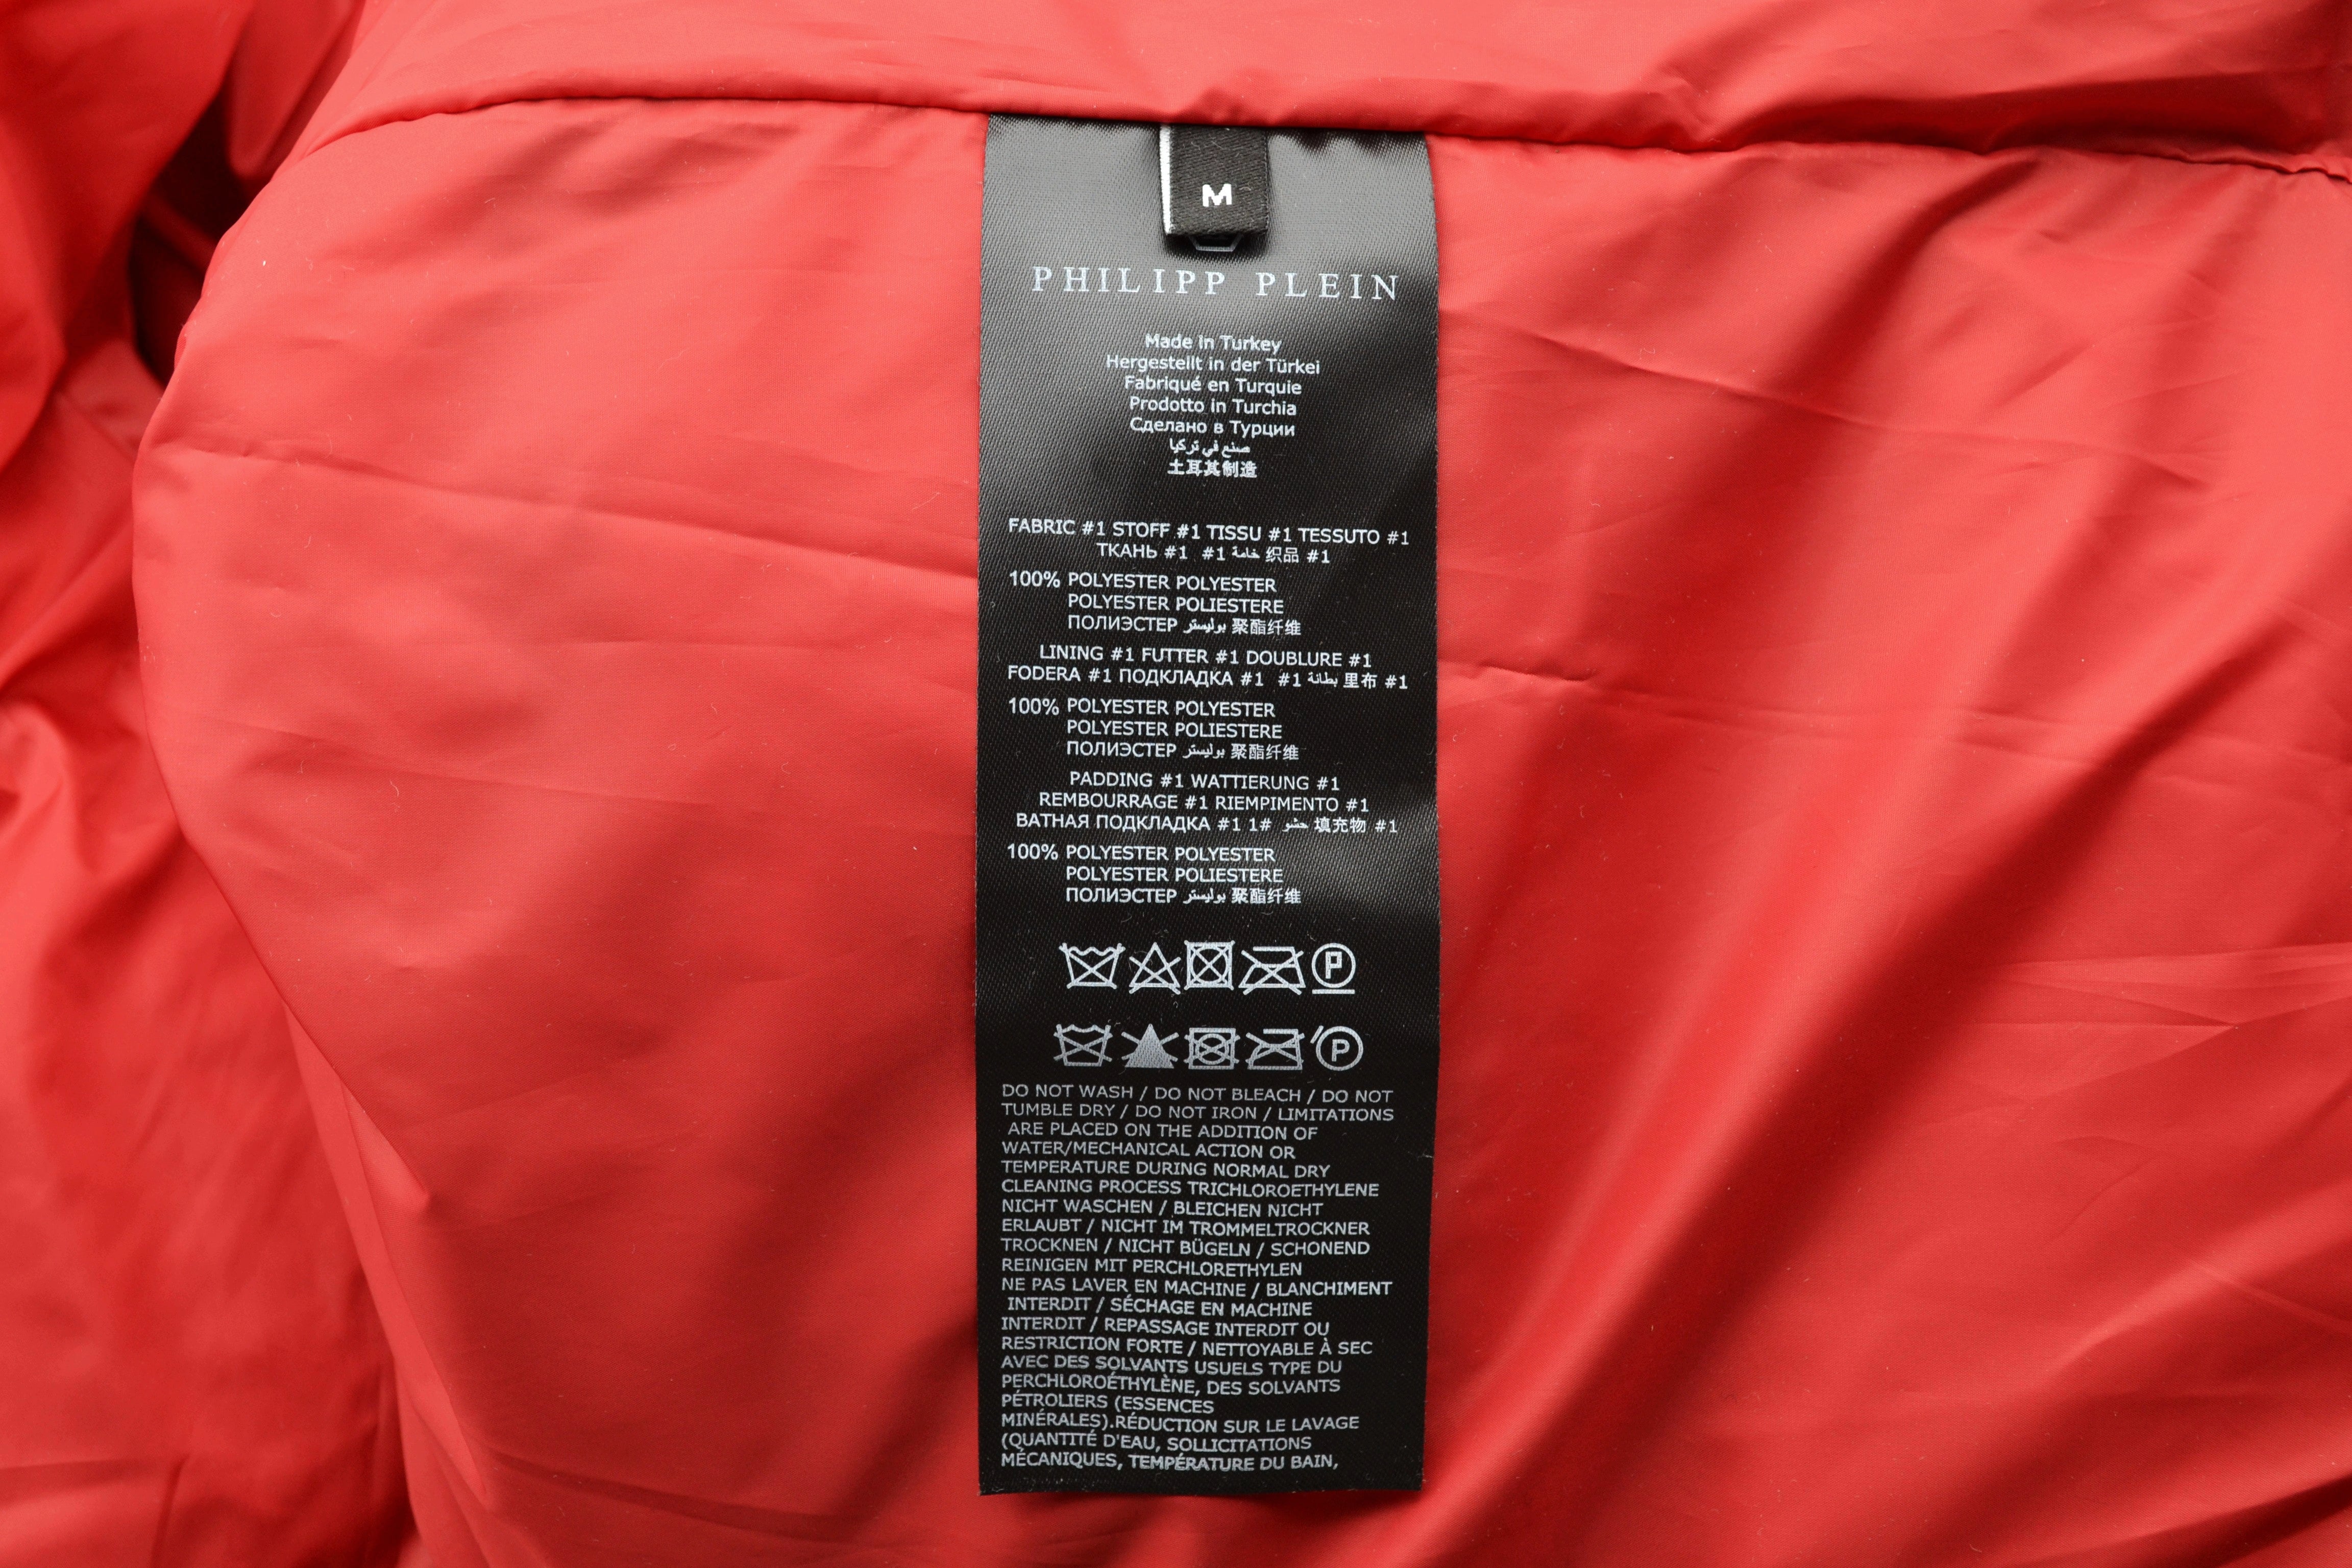 M
PHILIPP PLEIN
Made in Turkey
Hergestellt in der Türkei
Fabriqué en Turquie
Prodotto in Turchia
Сделано в Турции
صنع في تركيا
土耳其制造
FABRIC #1 STOFF #1 TISSU #1 TESSUTO #1
ТКАНЬ #1 #1 خامة 织品 #1
100% POLYESTER POLYESTER
POLYESTER POLIESTERE
ПОЛИЭСТЕР بوليستر 聚酯纤维
LINING #1 FUTTER #1 DOUBLURE #1
FODERA #1 ПОДКЛАДКА #1 #1 بطانة 里布 #1
100% POLYESTER POLYESTER
POLYESTER POLIESTERE
ПОЛИЭСТЕР بوليستر 聚酯纤维
PADDING #1 WATTIERUNG #1
REMBOURRAGE #1 RIEMPIMENTO #1
ВАТНАЯ ПОДКЛАДКА #1 1# حشو 填充物 #1
100% POLYESTER POLYESTER
POLYESTER POLIESTERE
ПОЛИЭСТЕР بوليستر 聚酯纤维
P
P
DO NOT WASH / DO NOT BLEACH / DO NOT
TUMBLE DRY / DO NOT IRON / LIMITATIONS
ARE PLACED ON THE ADDITION OF
WATER/MECHANICAL ACTION OR
TEMPERATURE DURING NORMAL DRY
CLEANING PROCESS TRICHLOROETHYLENE
NICHT WASCHEN / BLEICHEN NICHT
ERLAUBT / NICHT IM TROMMELTROCKNER
TROCKNEN / NICHT BÜGELN / SCHONEND
REINIGEN MIT PERCHLORETHYLEN
NE PAS LAVER EN MACHINE / BLANCHIMENT
INTERDIT / SÉCHAGE EN MACHINE
INTERDIT / REPASSAGE INTERDIT OU
RESTRICTION FORTE / NETTOYABLE À SEC
AVEC DES SOLVANTS USUELS TYPE DU
PERCHLOROÉTHYLÈNE, DES SOLVANTS
PÉTROLIERS (ESSENCES
MINÉRALES).RÉDUCTION SUR LE LAVAGE
(QUANTITÉ D'EAU, SOLLICITATIONS
MÉCANIQUES, TEMPÉRATURE DU BAIN,